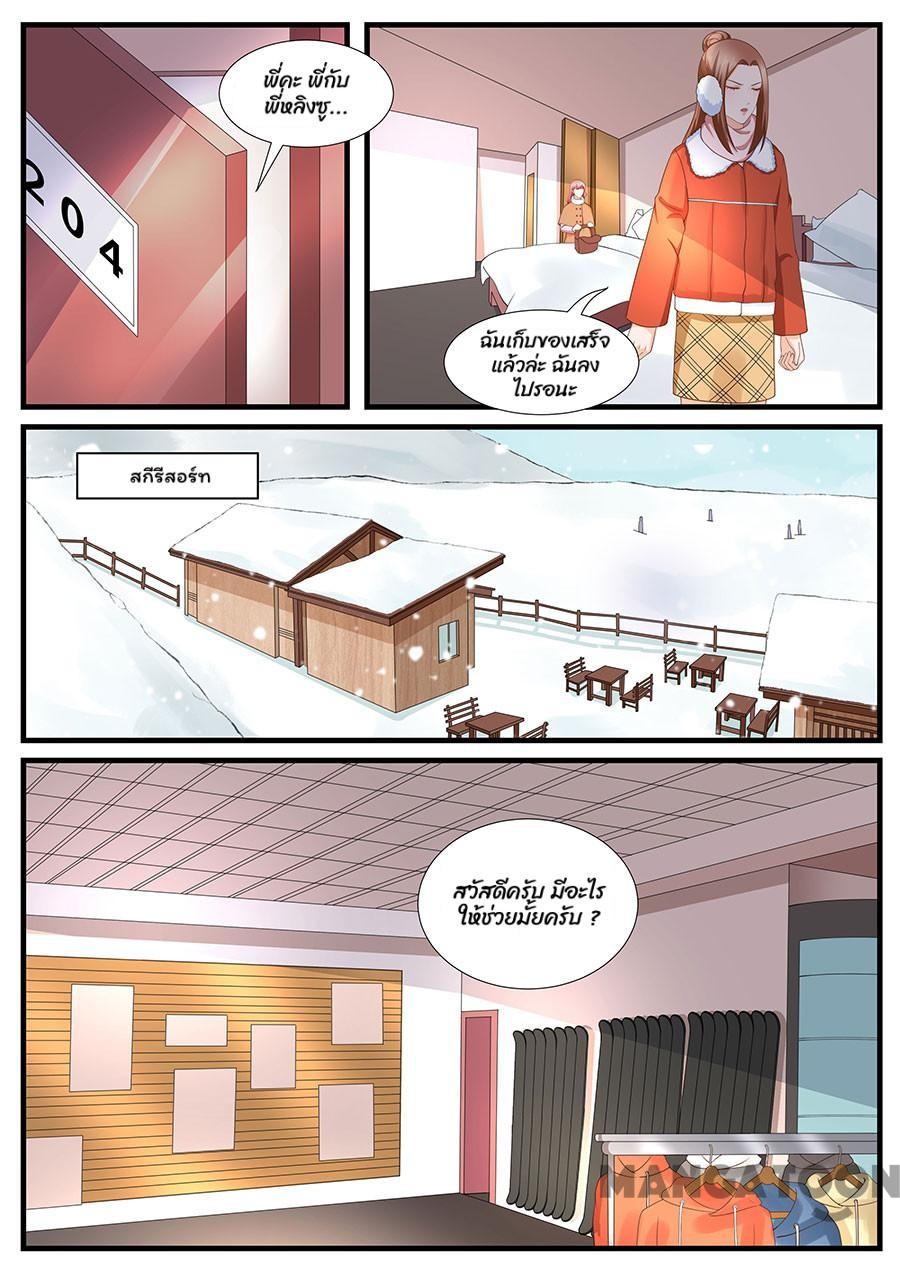 204
พี่คะ พี่กับ
พี่หลิงซู...
ฉันเก็บของเสร็จ
แล้วล่ะ ฉันลง
ไปรอนะ
สกีรีสอร์ท
สวัสดีครับ มีอะไร
ให้ช่วยมั้ยครับ ?
MANGATOON